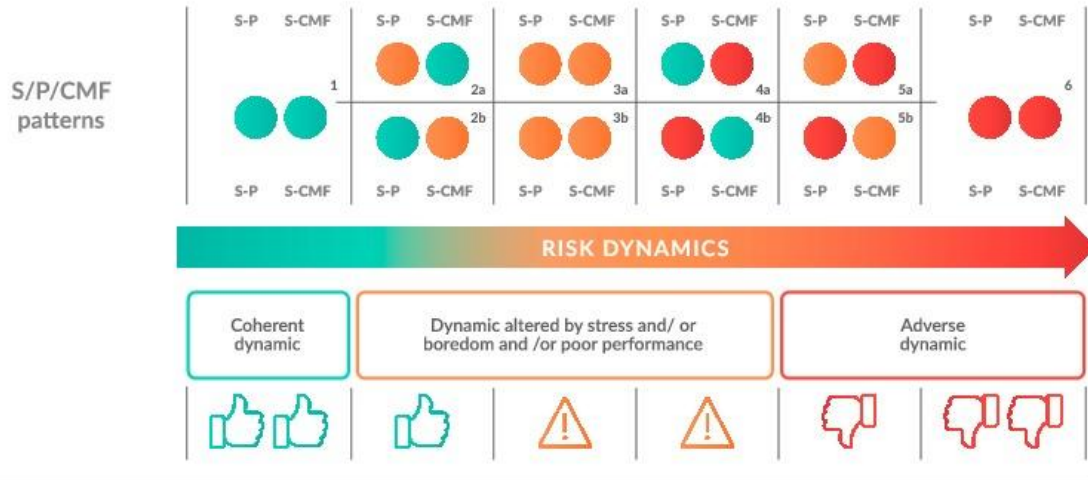 S-P S-CMF S-P S-CMF S-P S-CMF S-P S-CMF S-P S-CMF S-P S-CMF
S/P/CMF
patterns
1 2a 3a 4a 5a 6
2b 3b 4b 5b
S-P S-CMF S-P S-CMF S-P S-CMF S-P S-CMF S-P S-CMF S-P S-CMF
RISK DYNAMICS
Coherent
dynamic
Dynamic altered by stress and/ or
boredom and /or poor performance
Adverse
dynamic